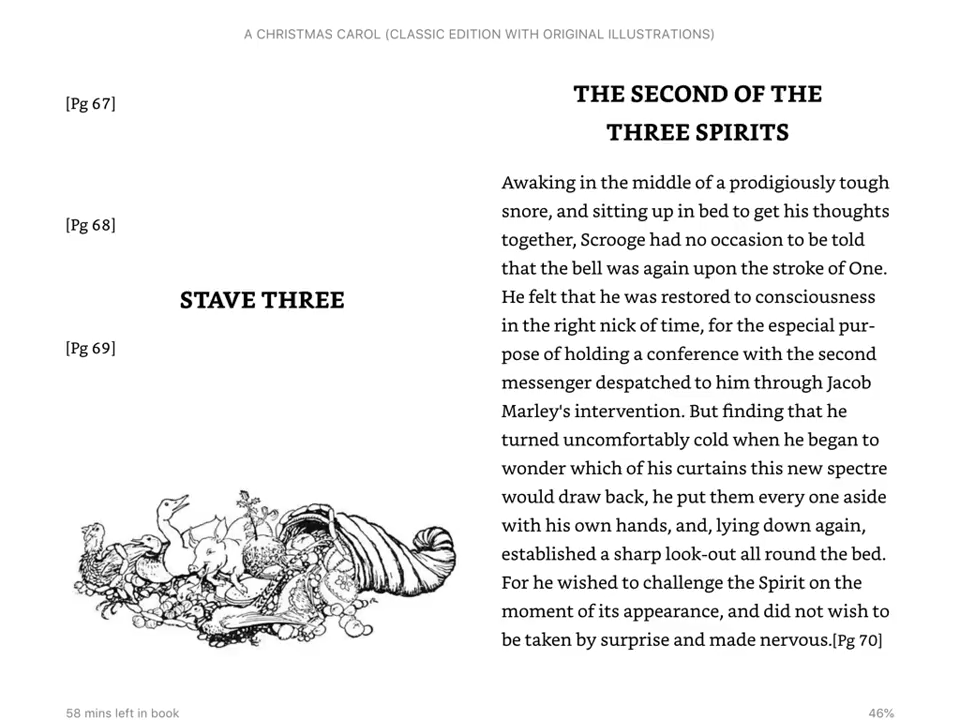 A CHRISTMAS CAROL (CLASSIC EDITION WITH ORIGINAL ILLUSTRATIONS)
[Pg 67]
[Pg 68]
STAVE THREE
[Pg 69]
THE SECOND OF THE
THREE SPIRITS
Awaking in the middle of a prodigiously tough
snore, and sitting up in bed to get his thoughts
together, Scrooge had no occasion to be told
that the bell was again upon the stroke of One.
He felt that he was restored to consciousness
in the right nick of time, for the especial pur-
pose of holding a conference with the second
messenger despatched to him through Jacob
Marley's intervention. But finding that he
turned uncomfortably cold when he began to
wonder which of his curtains this new spectre
would draw back, he put them every one aside
with his own hands, and, lying down again,
established a sharp look-out all round the bed.
For he wished to challenge the Spirit on the
moment of its appearance, and did not wish to
be taken by surprise and made nervous.[Pg 70]
58 mins left in book
46%